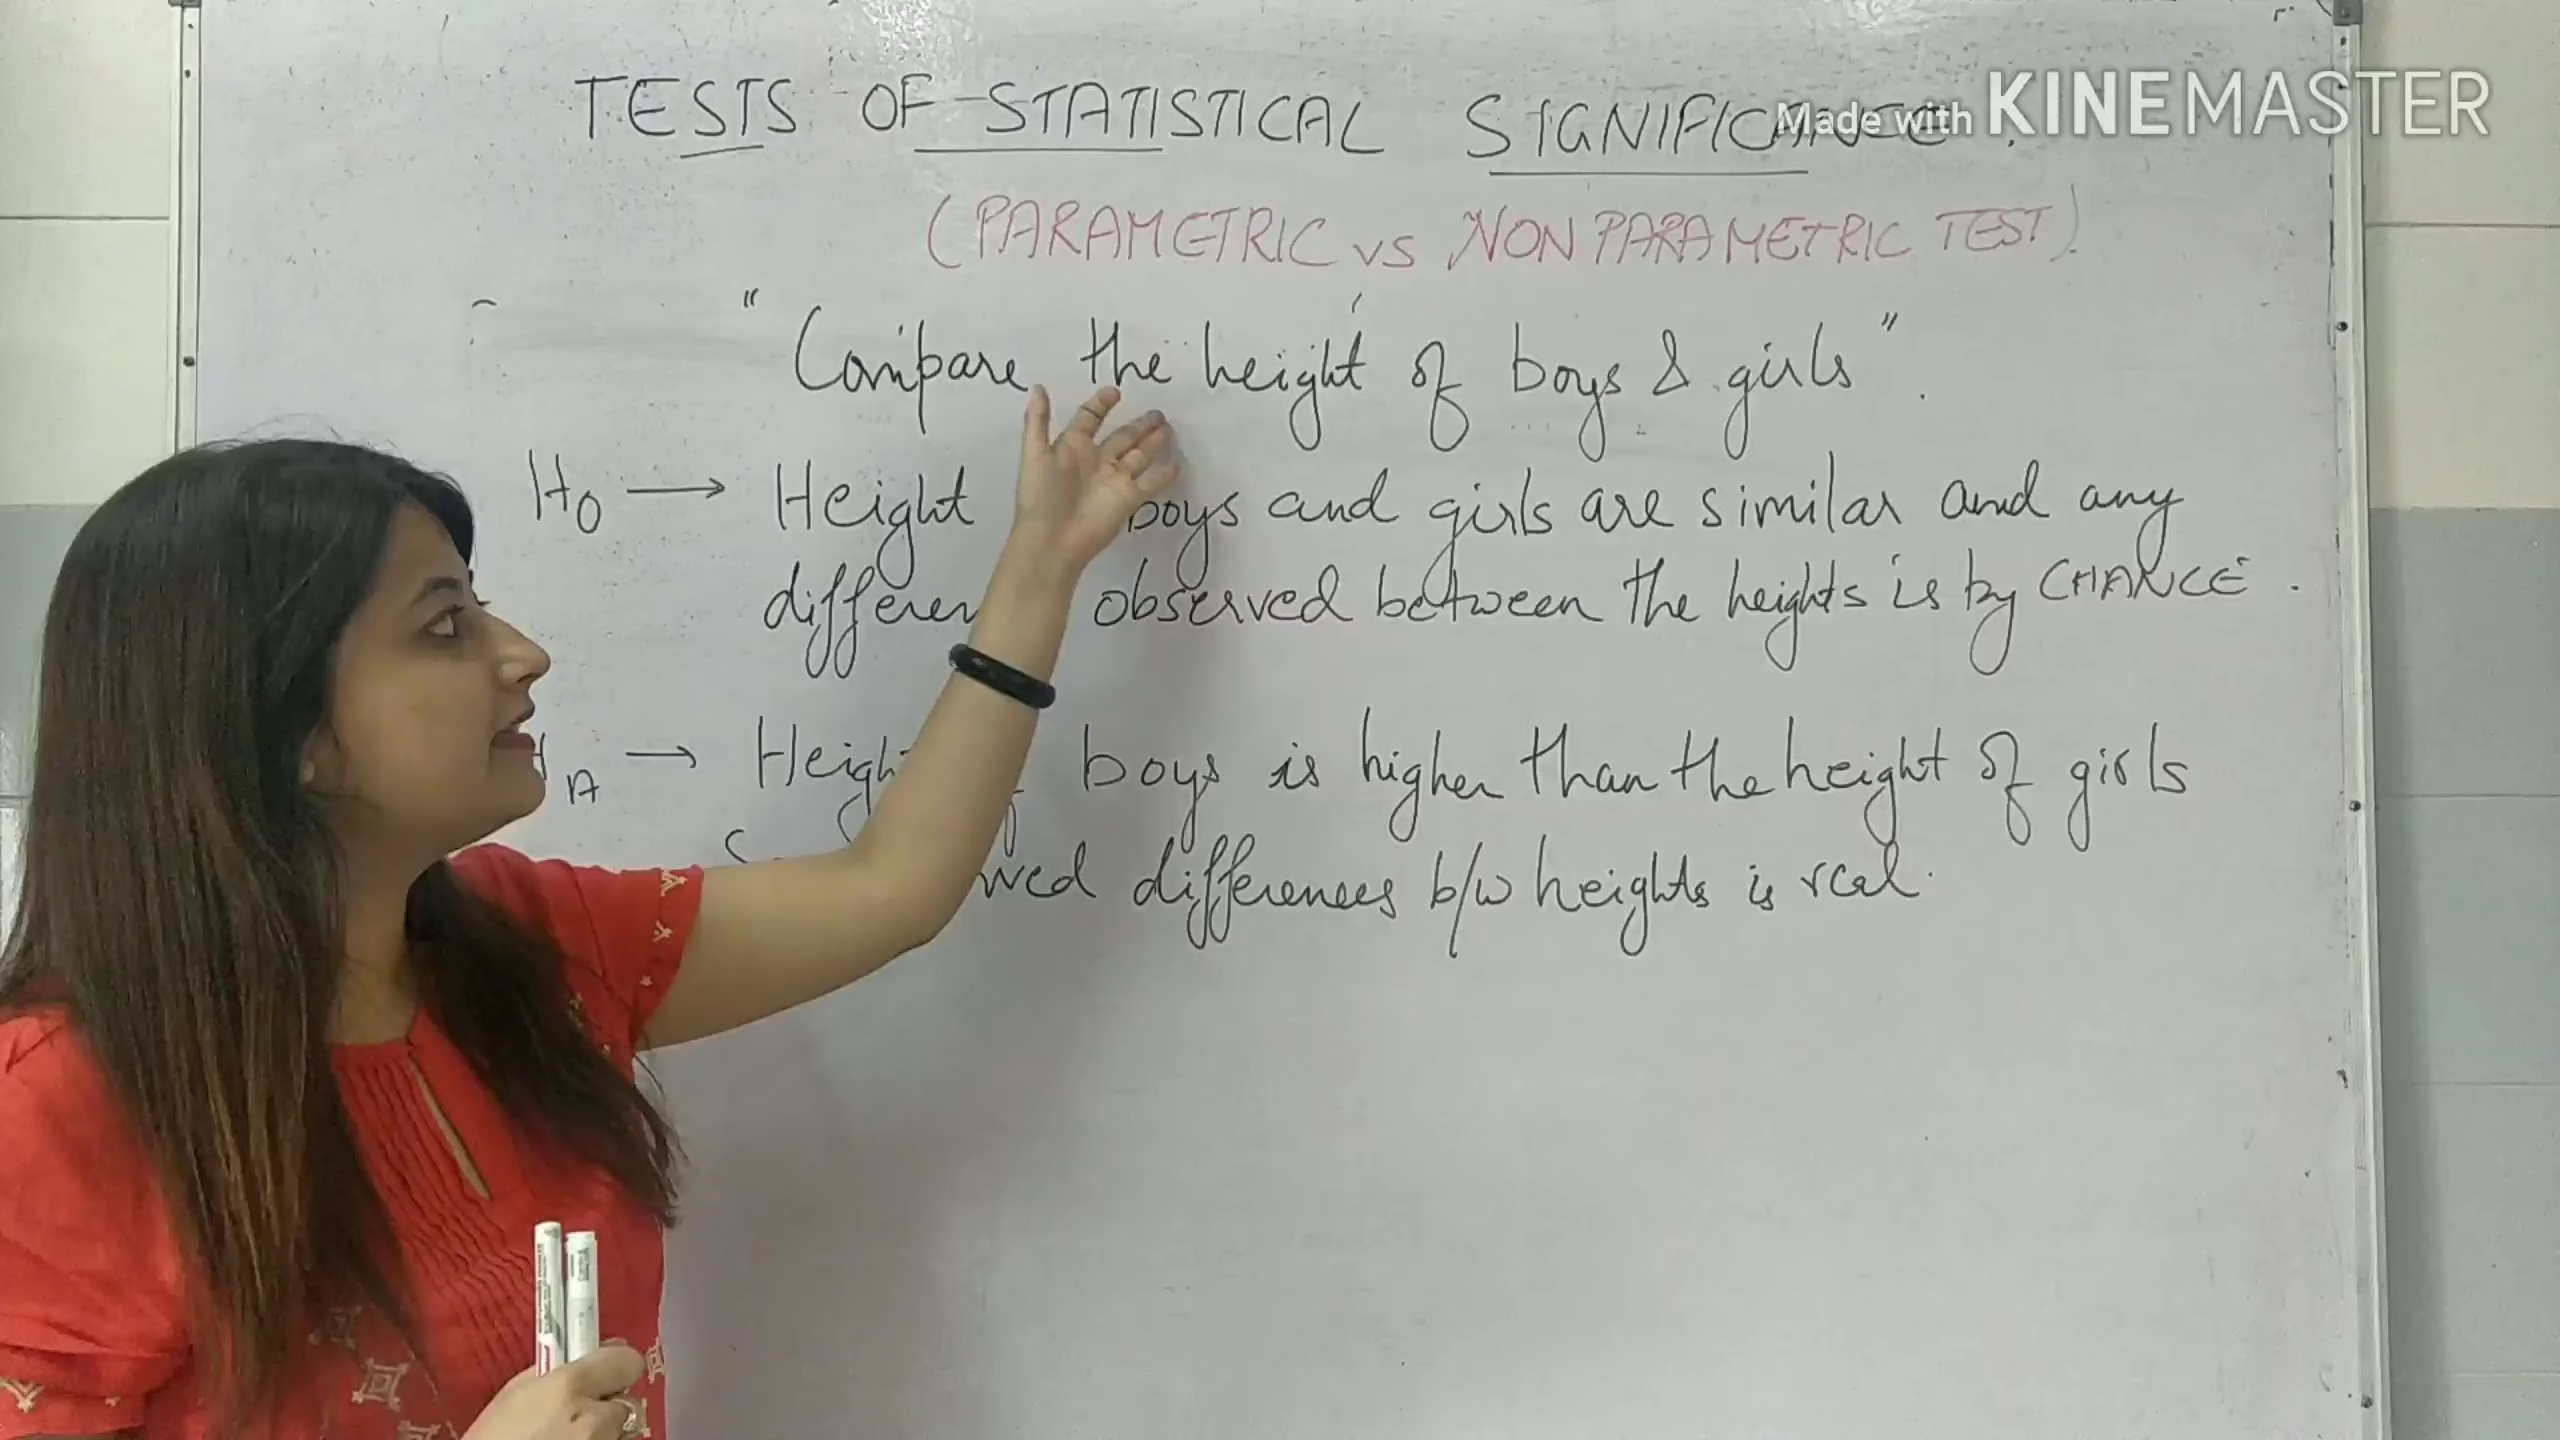 TESTS OF STATISTICAL SIGNIFICANCE.
Made with KINEMASTER
(PARAMETRIC VS NON PARAMETRIC TEST).
"Compare the height of boys & girls".
H0 → Height boys and girls are similar and any
differen observed between the heights is by CHANCE.
HA → Heigh boys is higher than the height of girls
differences b/w heights is real.